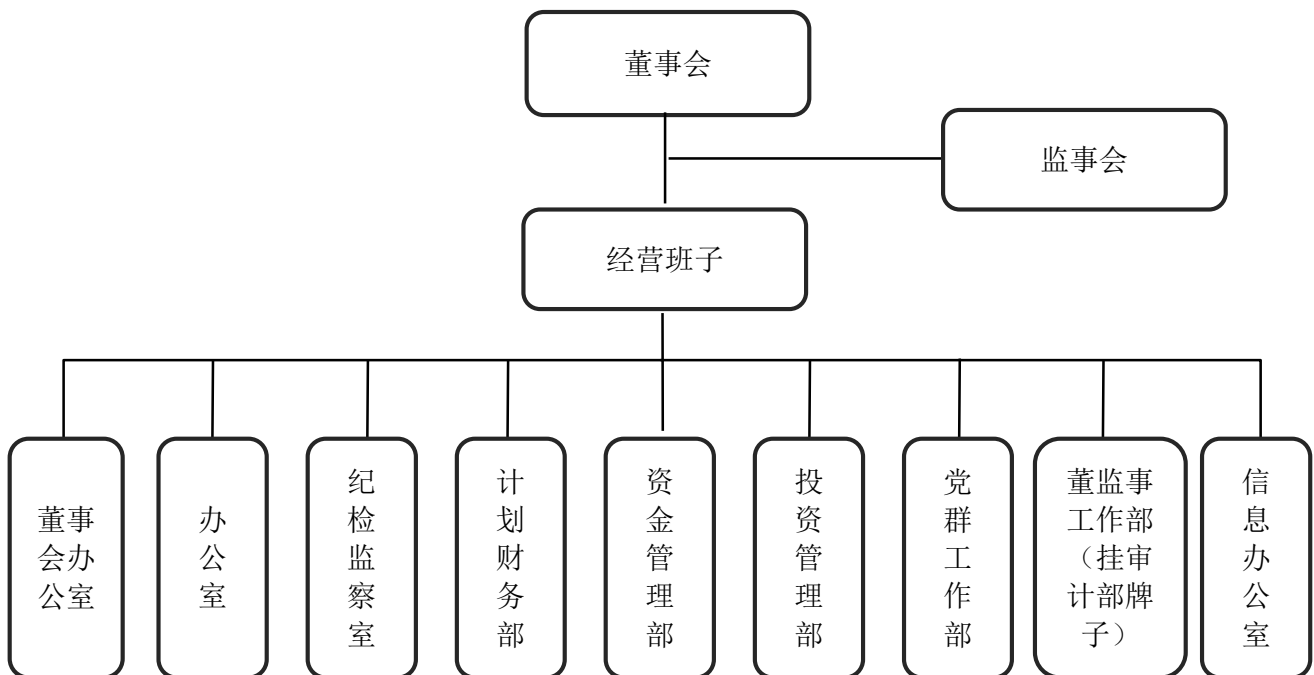 董事会
监事会
经营班子
董事
会办
公室
办
公
室
纪
检
监
察
室
计
划
财
务
部
资
金
管
理
部
投
资
管
理
部
党
群
工
作
部
董监事
工作部
（挂审
计部牌
子）
信
息
办
公
室